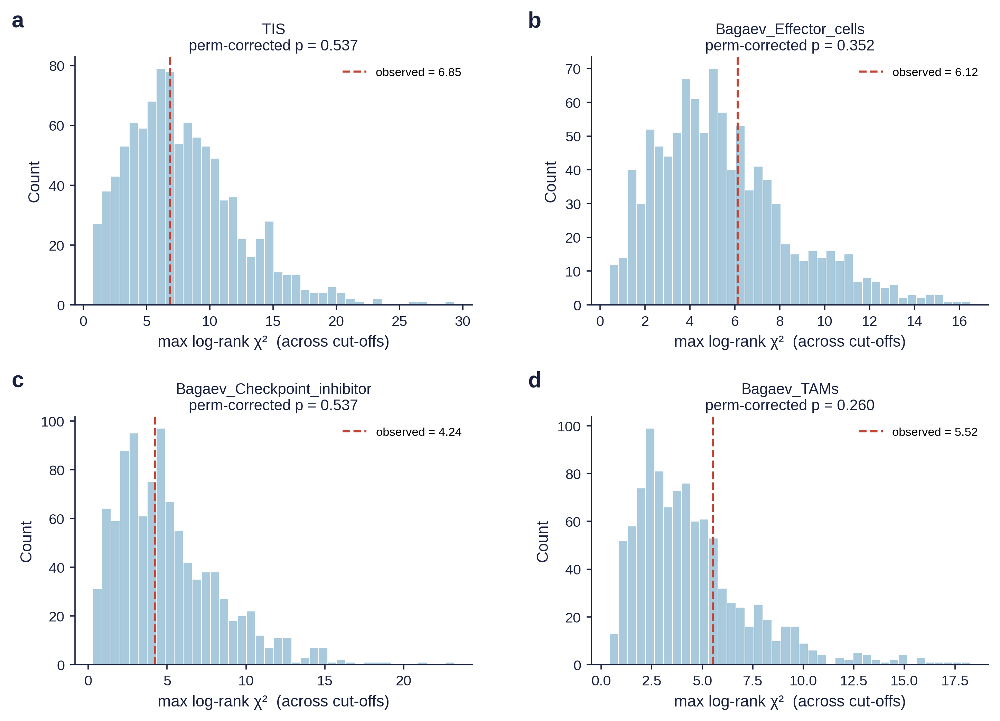 a
TIS
perm-corrected p = 0.537
observed = 6.85
Count
80
60
40
20
0
0 5 10 15 20 25 30
max log-rank χ² (across cut-offs)
b
Bagaev_Effector_cells
perm-corrected p = 0.352
observed = 6.12
Count
70
60
50
40
30
20
10
0
0 2 4 6 8 10 12 14 16
max log-rank χ² (across cut-offs)
c
Bagaev_Checkpoint_inhibitor
perm-corrected p = 0.537
observed = 4.24
Count
100
80
60
40
20
0
0 5 10 15 20
max log-rank χ² (across cut-offs)
d
Bagaev_TAMs
perm-corrected p = 0.260
observed = 5.52
Count
100
80
60
40
20
0
0.0 2.5 5.0 7.5 10.0 12.5 15.0 17.5
max log-rank χ² (across cut-offs)